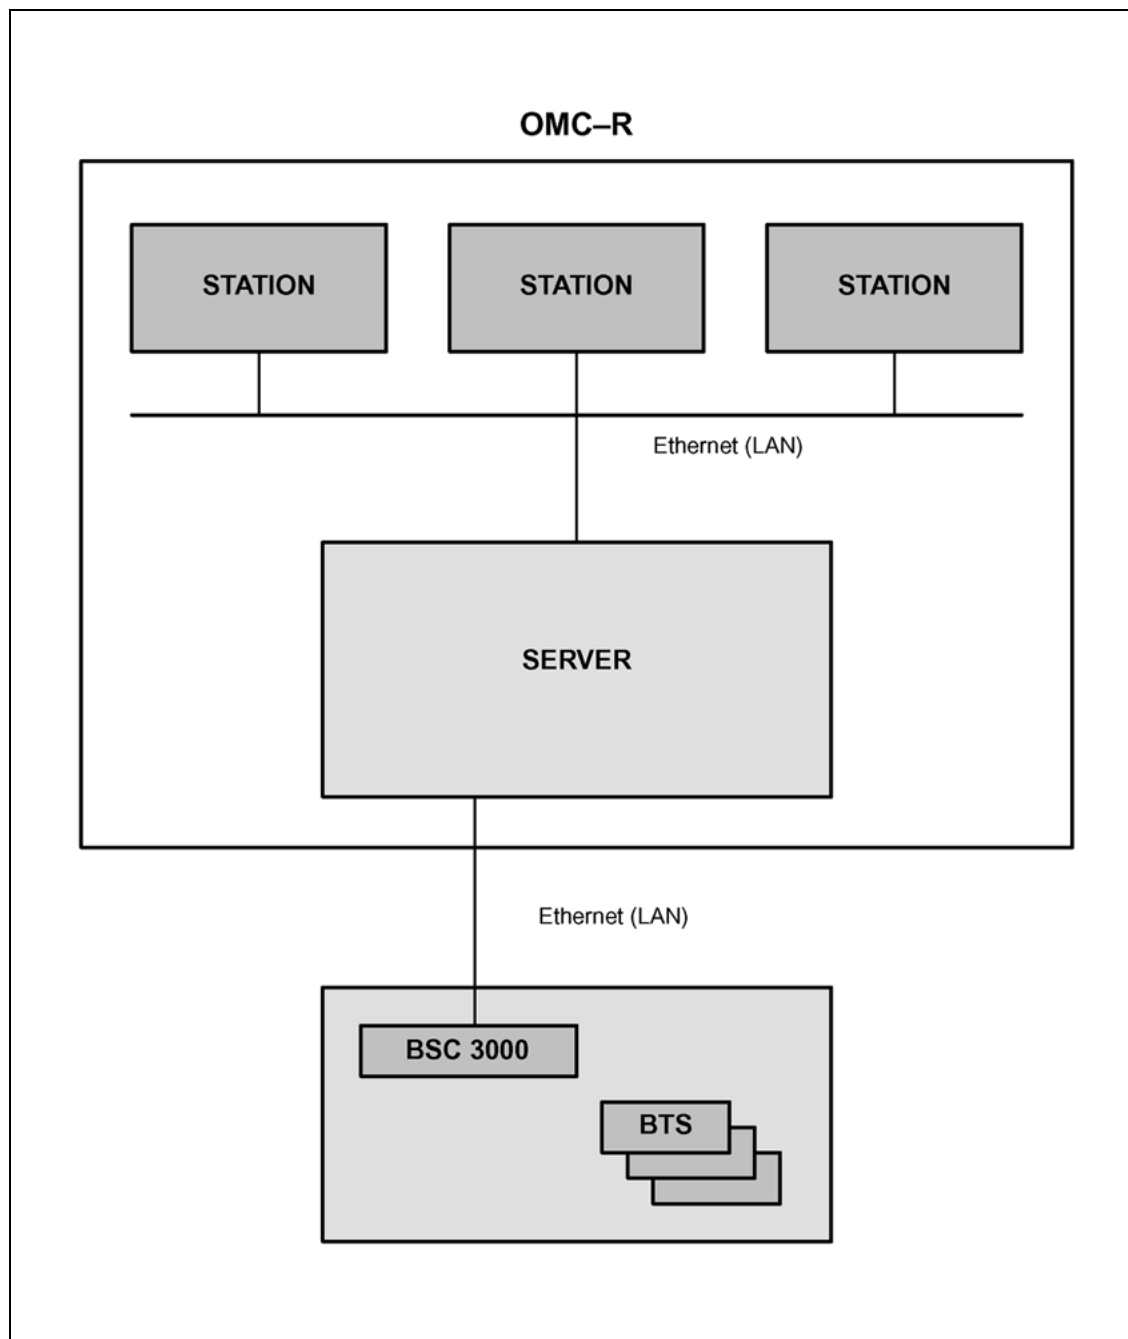 OMC–R
STATION
STATION
STATION
Ethernet (LAN)
SERVER
Ethernet (LAN)
BSC 3000
BTS